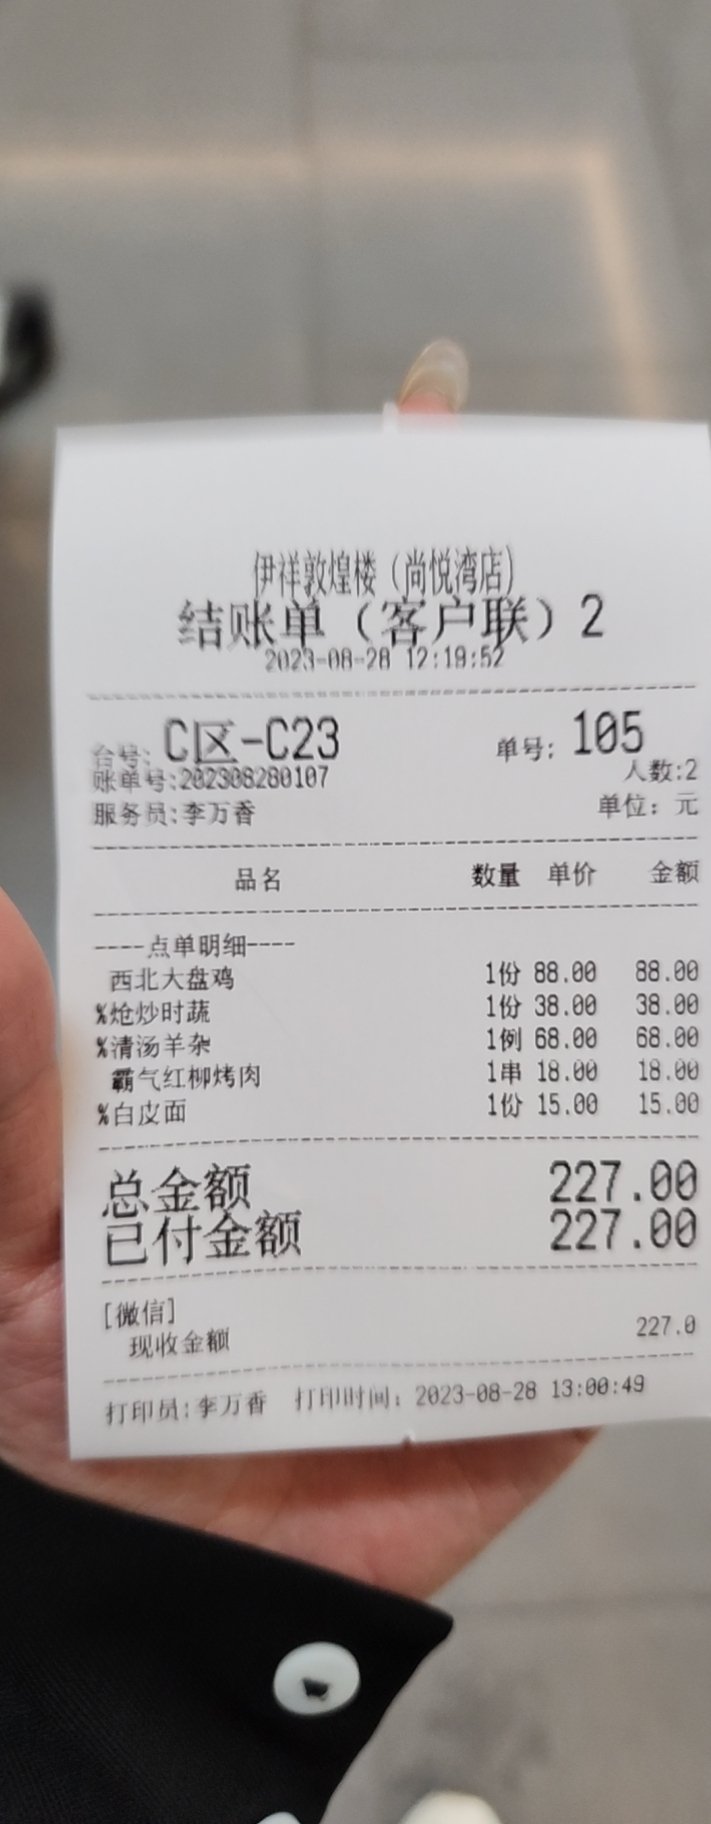 伊祥敦煌楼（尚悦湾店）
结账单（客户联）2
2023-08-28 12:19:52
台号: C区-C23 单号: 105
账单号:202308280107 人数:2
服务员:李万香 单位：元
品名 数量 单价 金额
----点单明细----
西北大盘鸡 1份 88.00 88.00
%炝炒时蔬 1份 38.00 38.00
%清汤羊杂 1例 68.00 68.00
霸气红柳烤肉 1串 18.00 18.00
%白皮面 1份 15.00 15.00
总金额 227.00
已付金额 227.00
[微信]
现收金额 227.0
打印员:李万香 打印时间：2023-08-28 13:00:49